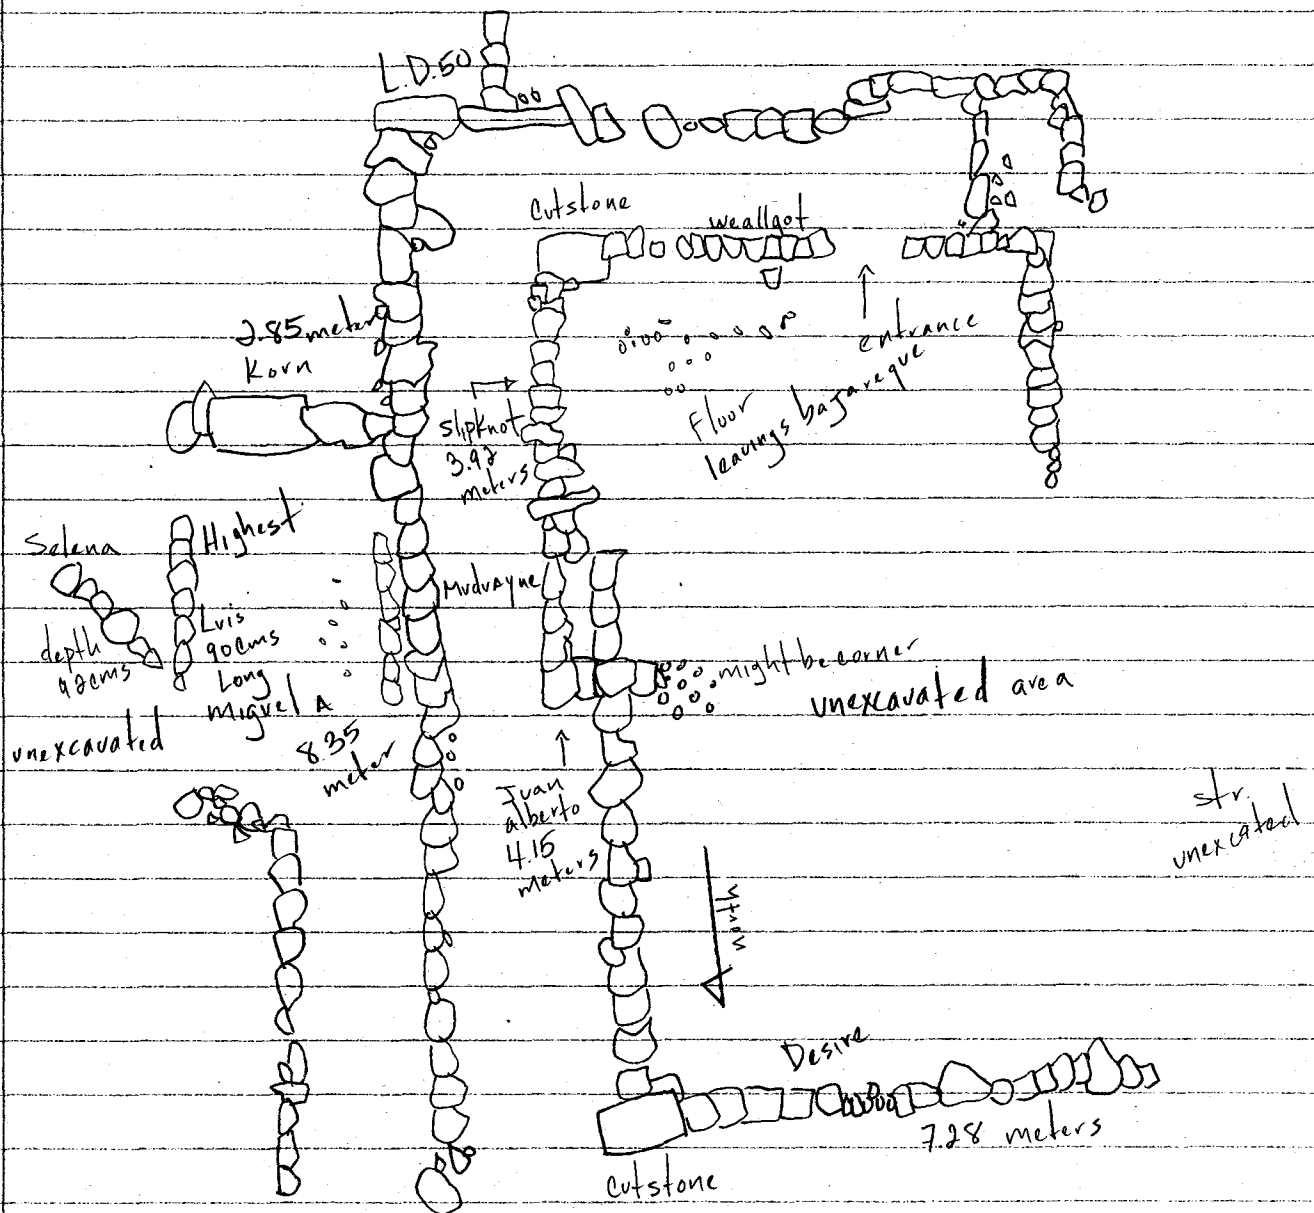 L.D.50
Cutstone
weallgot
2.85 meter
Korn
entrance
Floor
leavings bajareque
Slipknot
3.92
meters
Highest
Selena
Mudvayne
Luis
90cms
Long
Miguel A
depth
92cms
might be corner
unexcavated area
unexcavated
8.35
meter
Juan
alberto
4.15
meters
str.
unexcated
North
Desire
7.28 meters
Cutstone